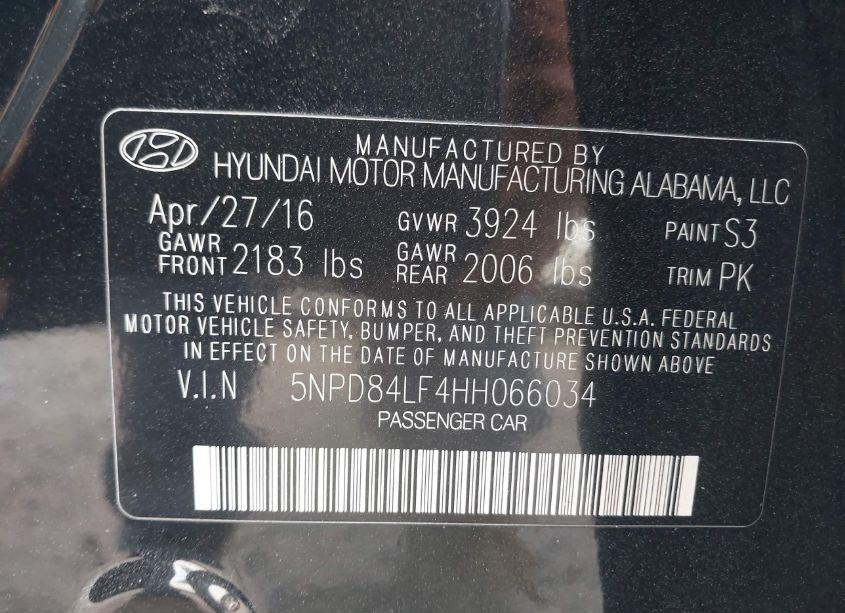 MANUFACTURED BY
HYUNDAI MOTOR MANUFACTURING ALABAMA, LLC
Apr/27/16 GVWR 3924 lbs PAINT S3
GAWR FRONT 2183 lbs GAWR REAR 2006 lbs TRIM PK
THIS VEHICLE CONFORMS TO ALL APPLICABLE U.S.A. FEDERAL
MOTOR VEHICLE SAFETY, BUMPER, AND THEFT PREVENTION STANDARDS
IN EFFECT ON THE DATE OF MANUFACTURE SHOWN ABOVE
V.I.N 5NPD84LF4HH066034
PASSENGER CAR